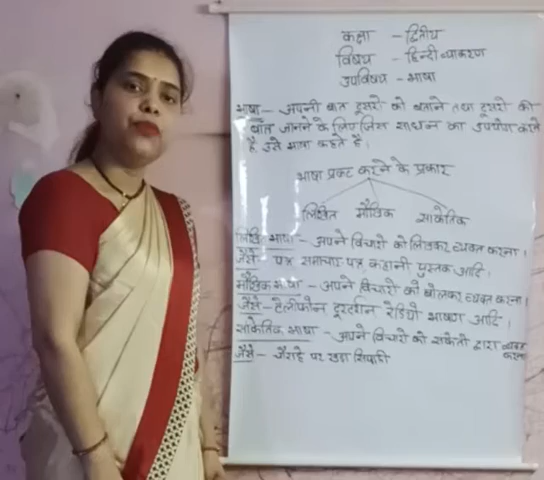 कक्षा - द्वितीय
विषय - हिन्दी व्याकरण
उपविषय - भाषा
भाषा - अपनी बात दूसरों को बताने तथा दूसरों की
बात जानने के लिए जिस साधन का उपयोग करते
है उसे भाषा कहते है।
भाषा प्रकट करने के प्रकार
लिखित मौखिक सांकेतिक
लिखित भाषा - अपने विचारों को लिखकर व्यक्त करना।
जैसे - पत्र समाचार पत्र, कहानी पुस्तक आदि।
मौखिक भाषा - अपने विचारों को बोलकर व्यक्त करना।
जैसे - टेलीफोन दूरदर्शन रेडियो भाषण आदि।
सांकेतिक भाषा - अपने विचारों को संकेतों द्वारा व्यक्त
करना
जैसे - चौराहे पर खड़ा सिपाही